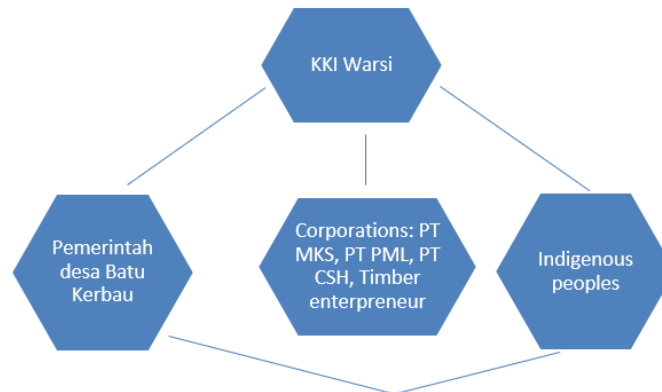 KKI Warsi
Pemerintah
desa Batu
Kerbau
Corporations: PT
MKS, PT PML, PT
CSH, Timber
enterpreneur
Indigenous
peoples